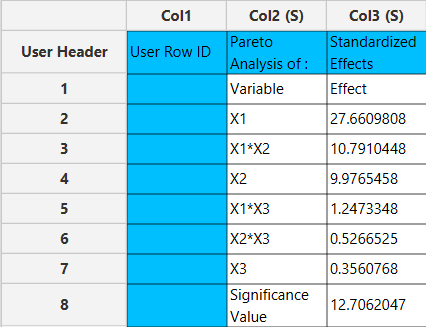 Col1 Col2 (S) Col3 (S)
User Header User Row ID Pareto Analysis of : Standardized Effects
1 Variable Effect
2 X1 27.6609808
3 X1*X2 10.7910448
4 X2 9.9765458
5 X1*X3 1.2473348
6 X2*X3 0.5266525
7 X3 0.3560768
8 Significance Value 12.7062047